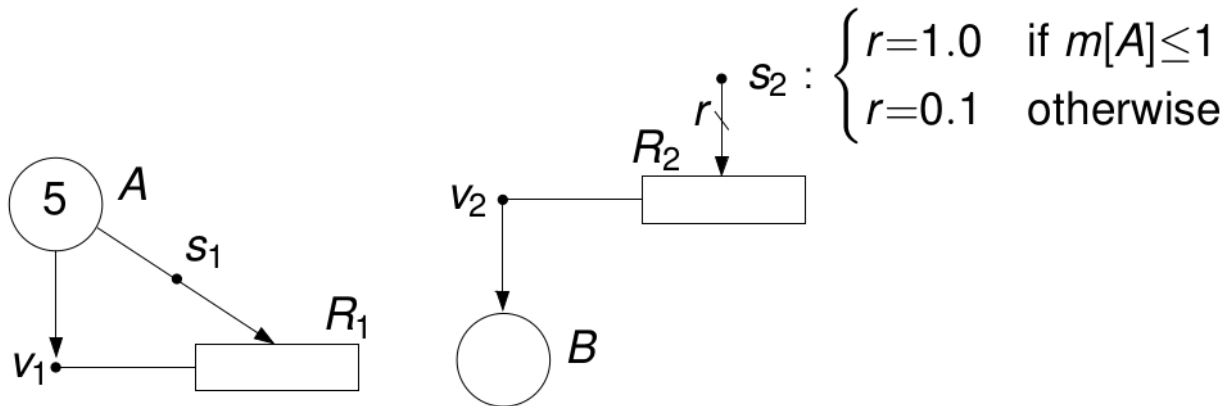 s₂ : { r=1.0 if m[A]≤1
r=0.1 otherwise
r
R₂
5
A
v₂
s₁
R₁
v₁
B